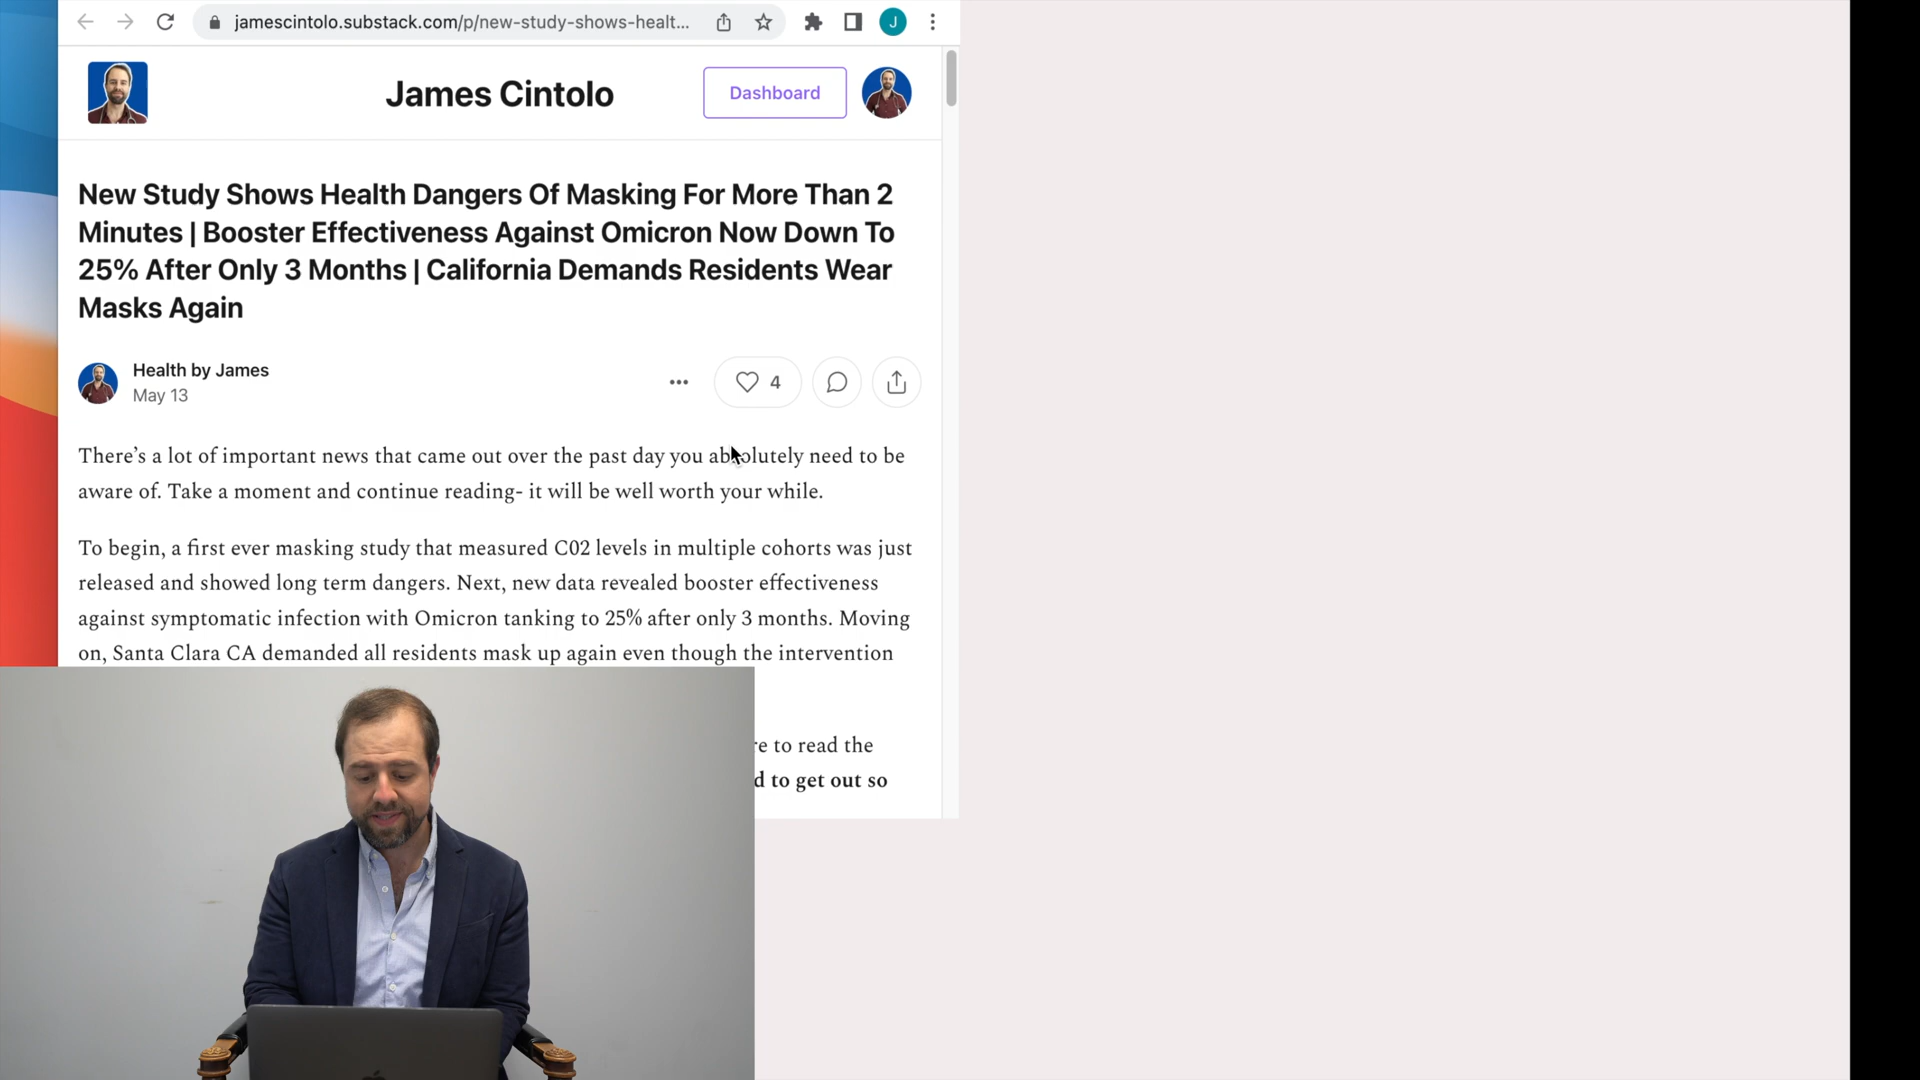 jamescintolo.substack.com/p/new-study-shows-healt...
J
James Cintolo
Dashboard
New Study Shows Health Dangers Of Masking For More Than 2
Minutes | Booster Effectiveness Against Omicron Now Down To
25% After Only 3 Months | California Demands Residents Wear
Masks Again
Health by James
May 13
4
There’s a lot of important news that came out over the past day you absolutely need to be
aware of. Take a moment and continue reading- it will be well worth your while.
To begin, a first ever masking study that measured C02 levels in multiple cohorts was just
released and showed long term dangers. Next, new data revealed booster effectiveness
against symptomatic infection with Omicron tanking to 25% after only 3 months. Moving
on, Santa Clara CA demanded all residents mask up again even though the intervention
to read the
to get out so